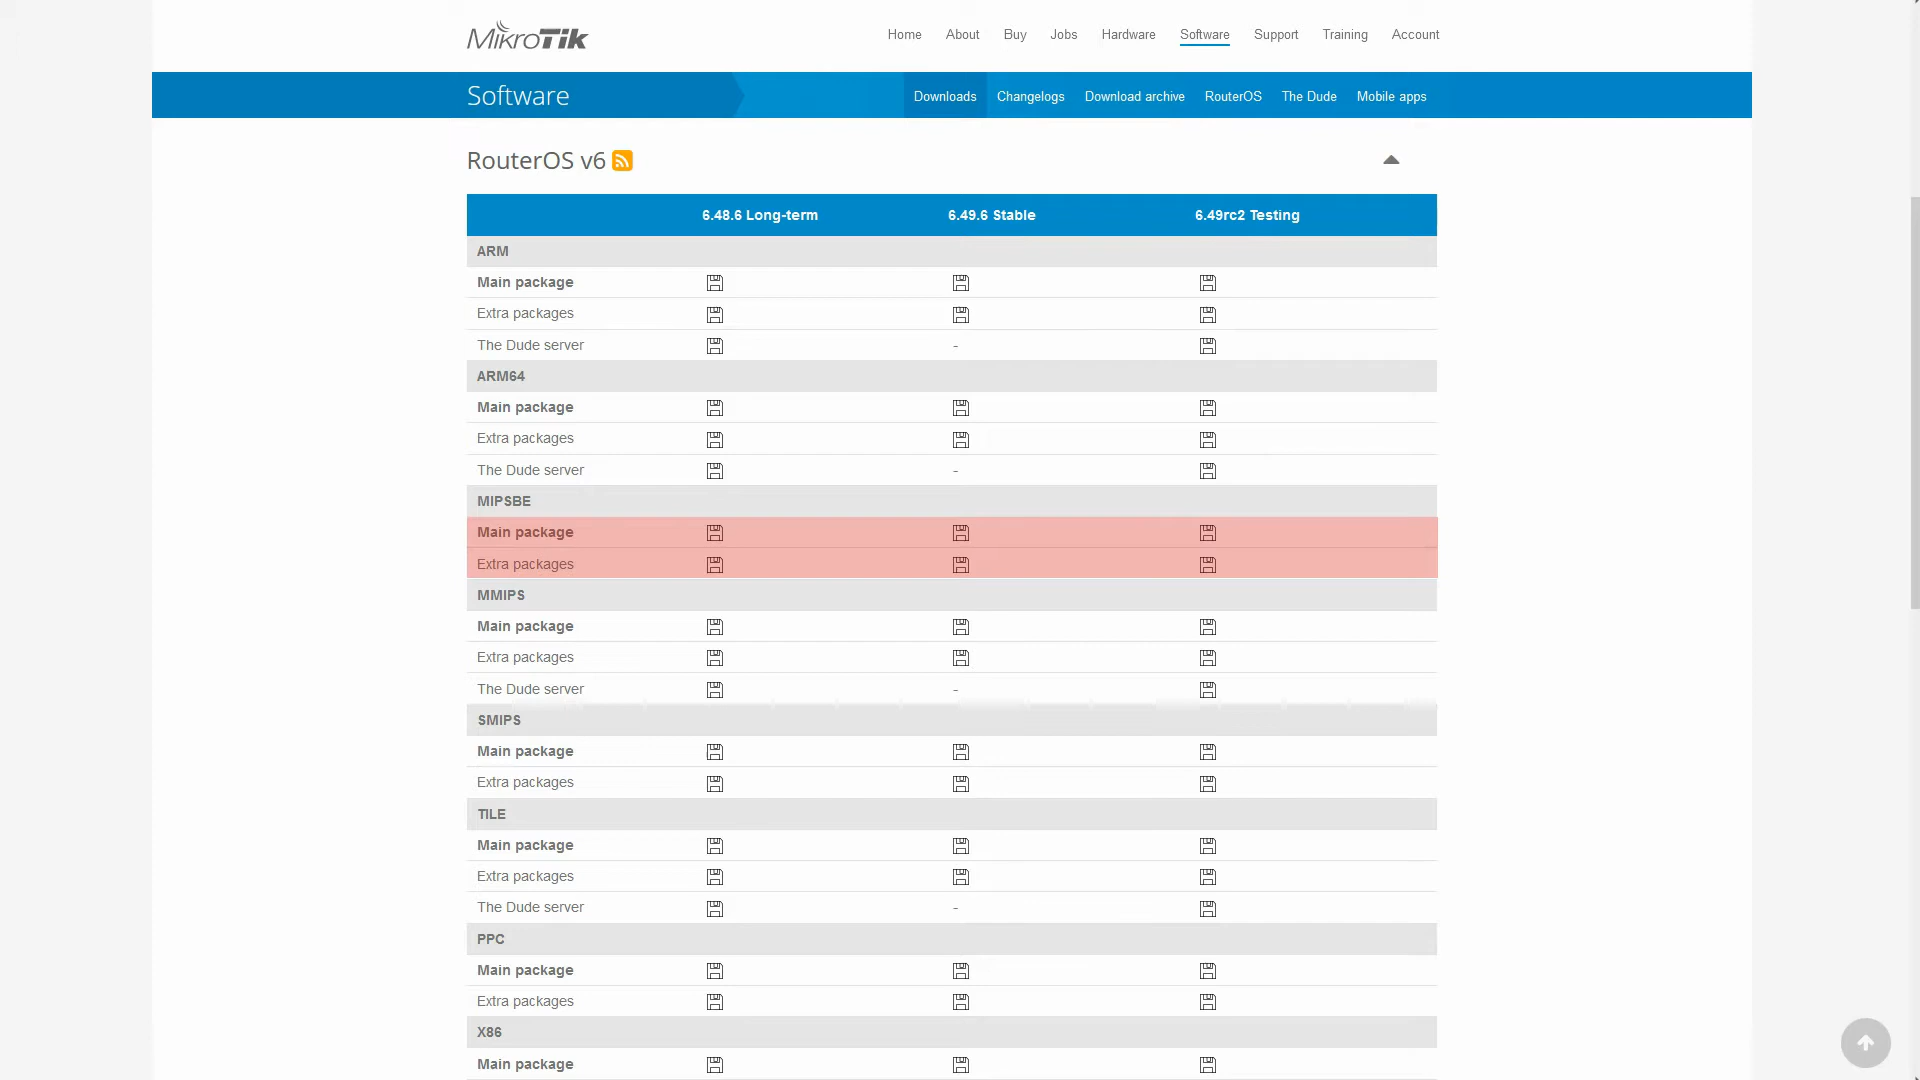 MikroTik
Home About Buy Jobs Hardware Software Support Training Account
Software
Downloads Changelogs Download archive RouterOS The Dude Mobile apps
RouterOS v6
6.48.6 Long-term 6.49.6 Stable 6.49rc2 Testing
ARM
Main package
Extra packages
The Dude server -
ARM64
Main package
Extra packages
The Dude server -
MIPSBE
Main package
Extra packages
MMIPS
Main package
Extra packages
The Dude server -
SMIPS
Main package
Extra packages
TILE
Main package
Extra packages
The Dude server -
PPC
Main package
Extra packages
X86
Main package